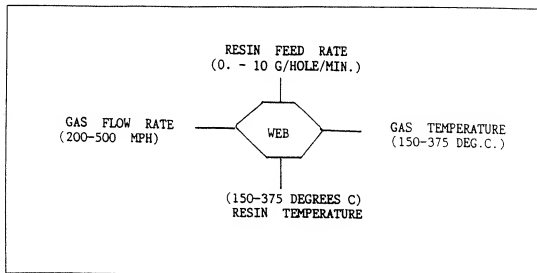 RESIN FEED RATE
(0. - 10 G/HOLE/MIN.)
GAS FLOW RATE
(200-500 MPH)
WEB
GAS TEMPERATURE
(150-375 DEG.C.)
(150-375 DEGREES C)
RESIN TEMPERATURE